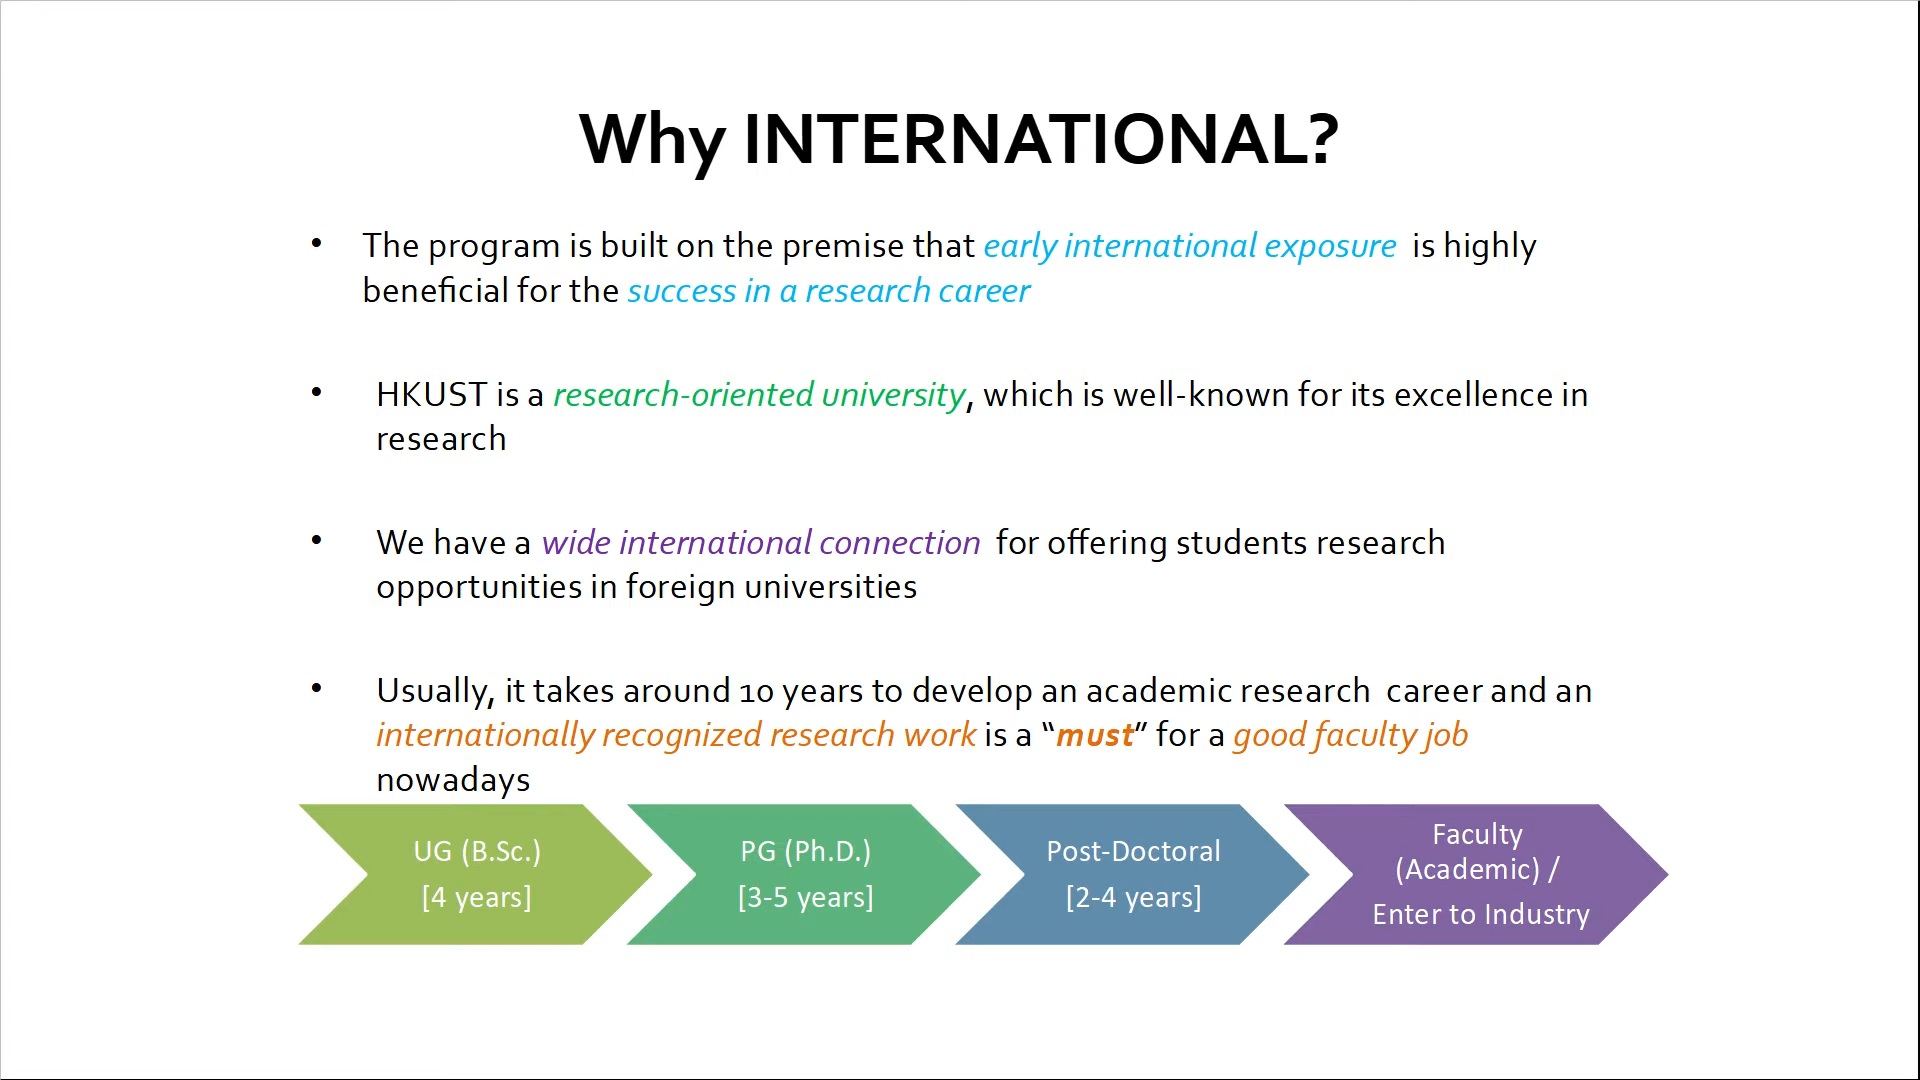 Why INTERNATIONAL?
• The program is built on the premise that early international exposure is highly
beneficial for the success in a research career
• HKUST is a research-oriented university, which is well-known for its excellence in
research
• We have a wide international connection for offering students research
opportunities in foreign universities
• Usually, it takes around 10 years to develop an academic research career and an
internationally recognized research work is a “must” for a good faculty job
nowadays
UG (B.Sc.)
[4 years]
PG (Ph.D.)
[3-5 years]
Post-Doctoral
[2-4 years]
Faculty
(Academic) /
Enter to Industry